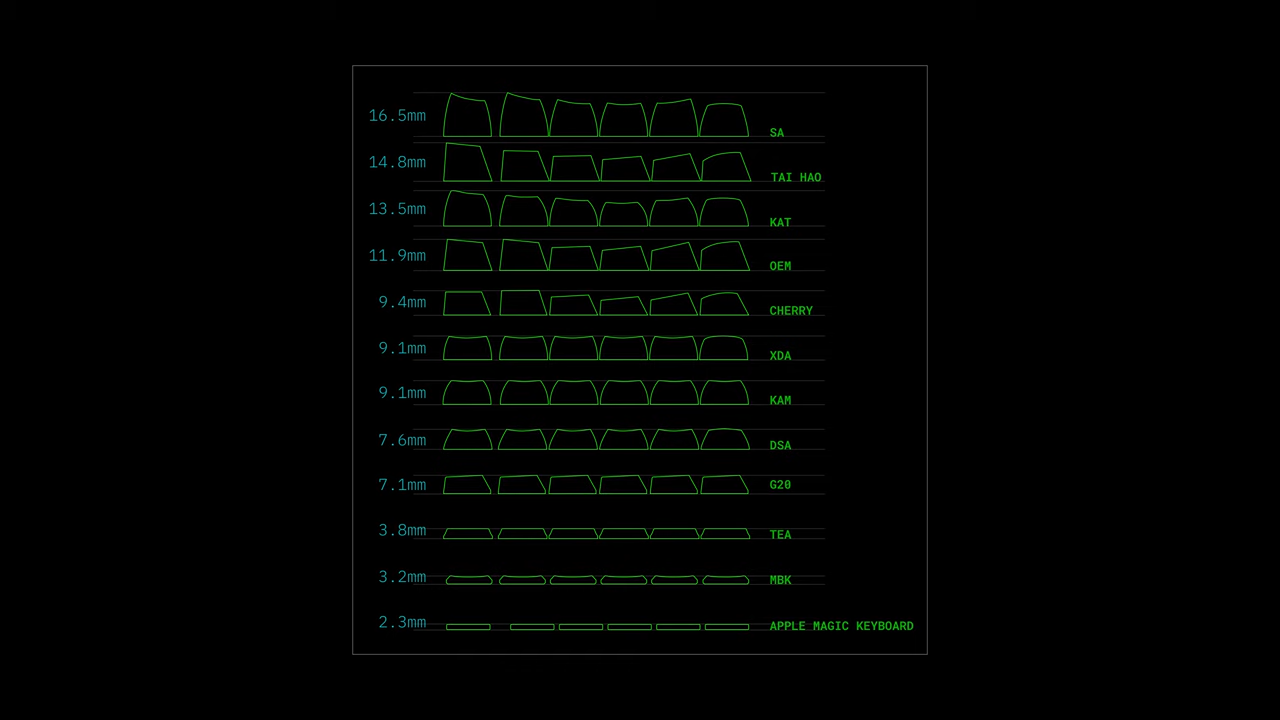 16.5mm SA
14.8mm TAI HAO
13.5mm KAT
11.9mm OEM
9.4mm CHERRY
9.1mm XDA
9.1mm KAM
7.6mm DSA
7.1mm G20
3.8mm TEA
3.2mm MBK
2.3mm APPLE MAGIC KEYBOARD